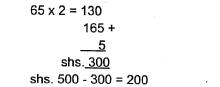 65 x 2 = 130
165 +
5
shs. 300
shs. 500 - 300 = 200